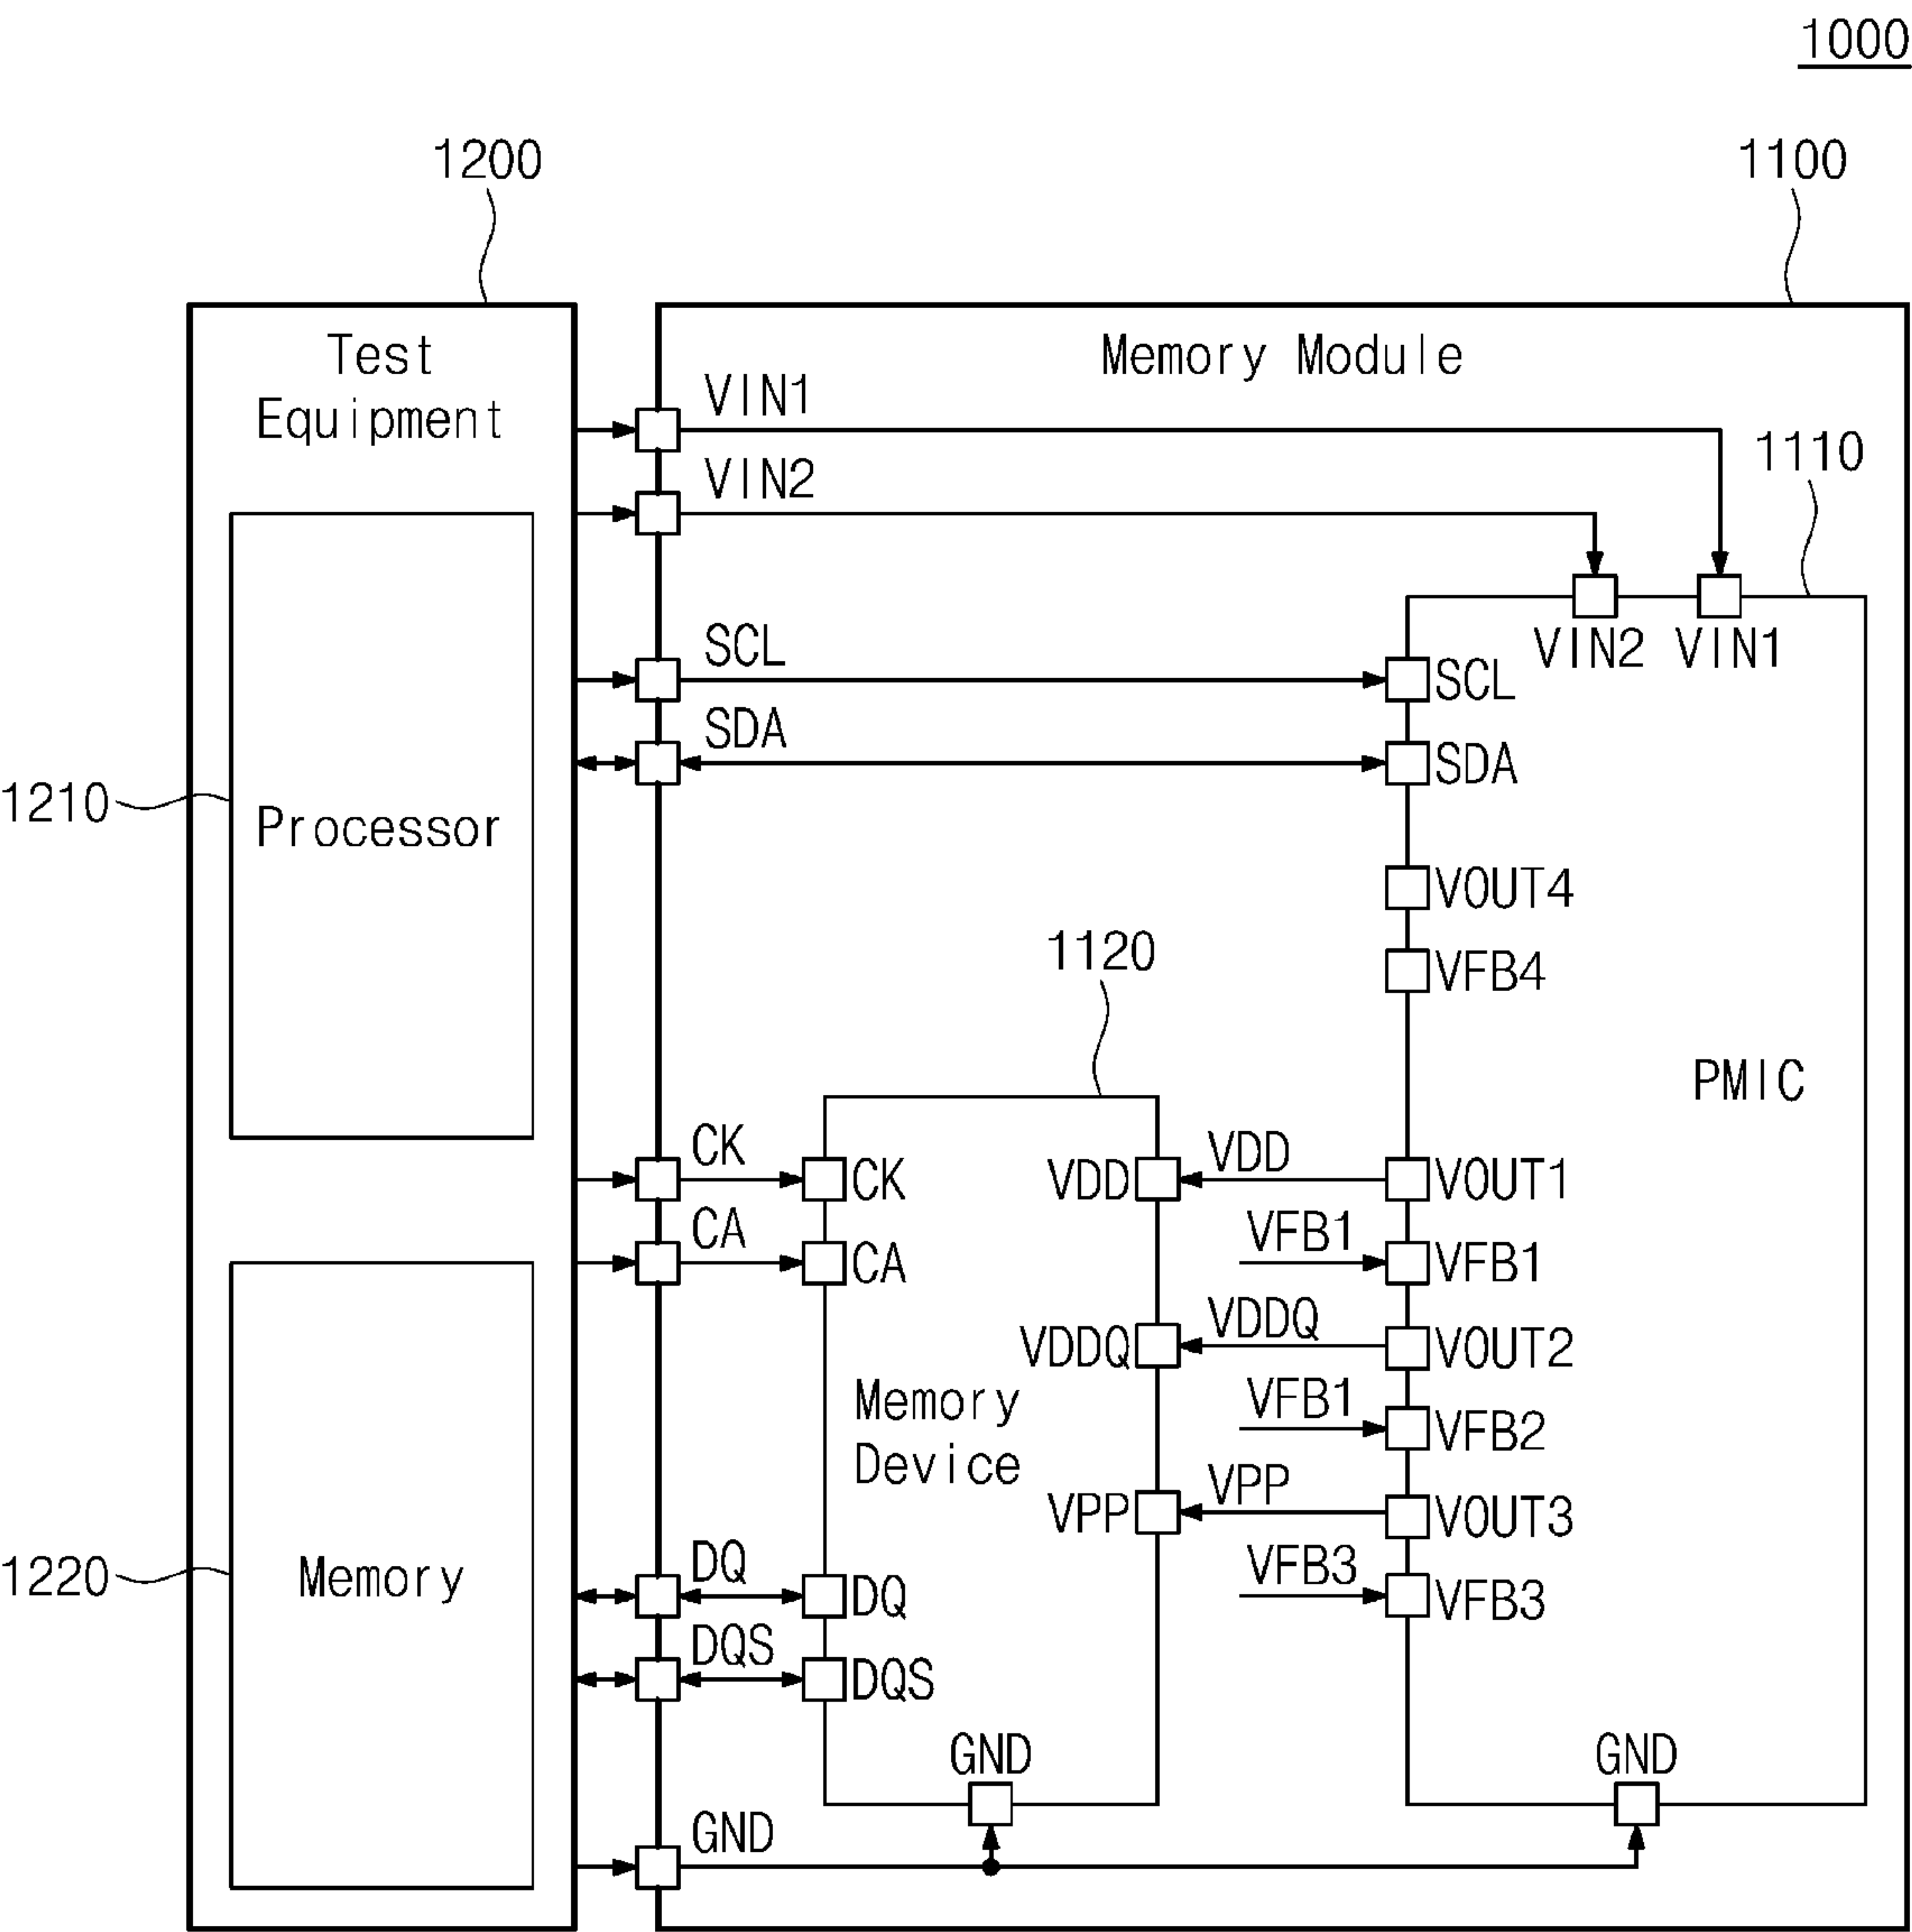 1000
1200
1100
Test
Equipment
Memory Module
VIN1
1110
VIN2
VIN2 VIN1
SCL
SCL
SDA
SDA
1210
Processor
VOUT4
1120
VFB4
PMIC
CK
CK
VDD
VDD
VOUT1
CA
CA
VFB1
VFB1
VDDQ
VDDQ
VOUT2
Memory
Device
VFB1
VFB2
VPP
VPP
VOUT3
1220
Memory
DQ
DQ
VFB3
VFB3
DQS
DQS
GND
GND
GND